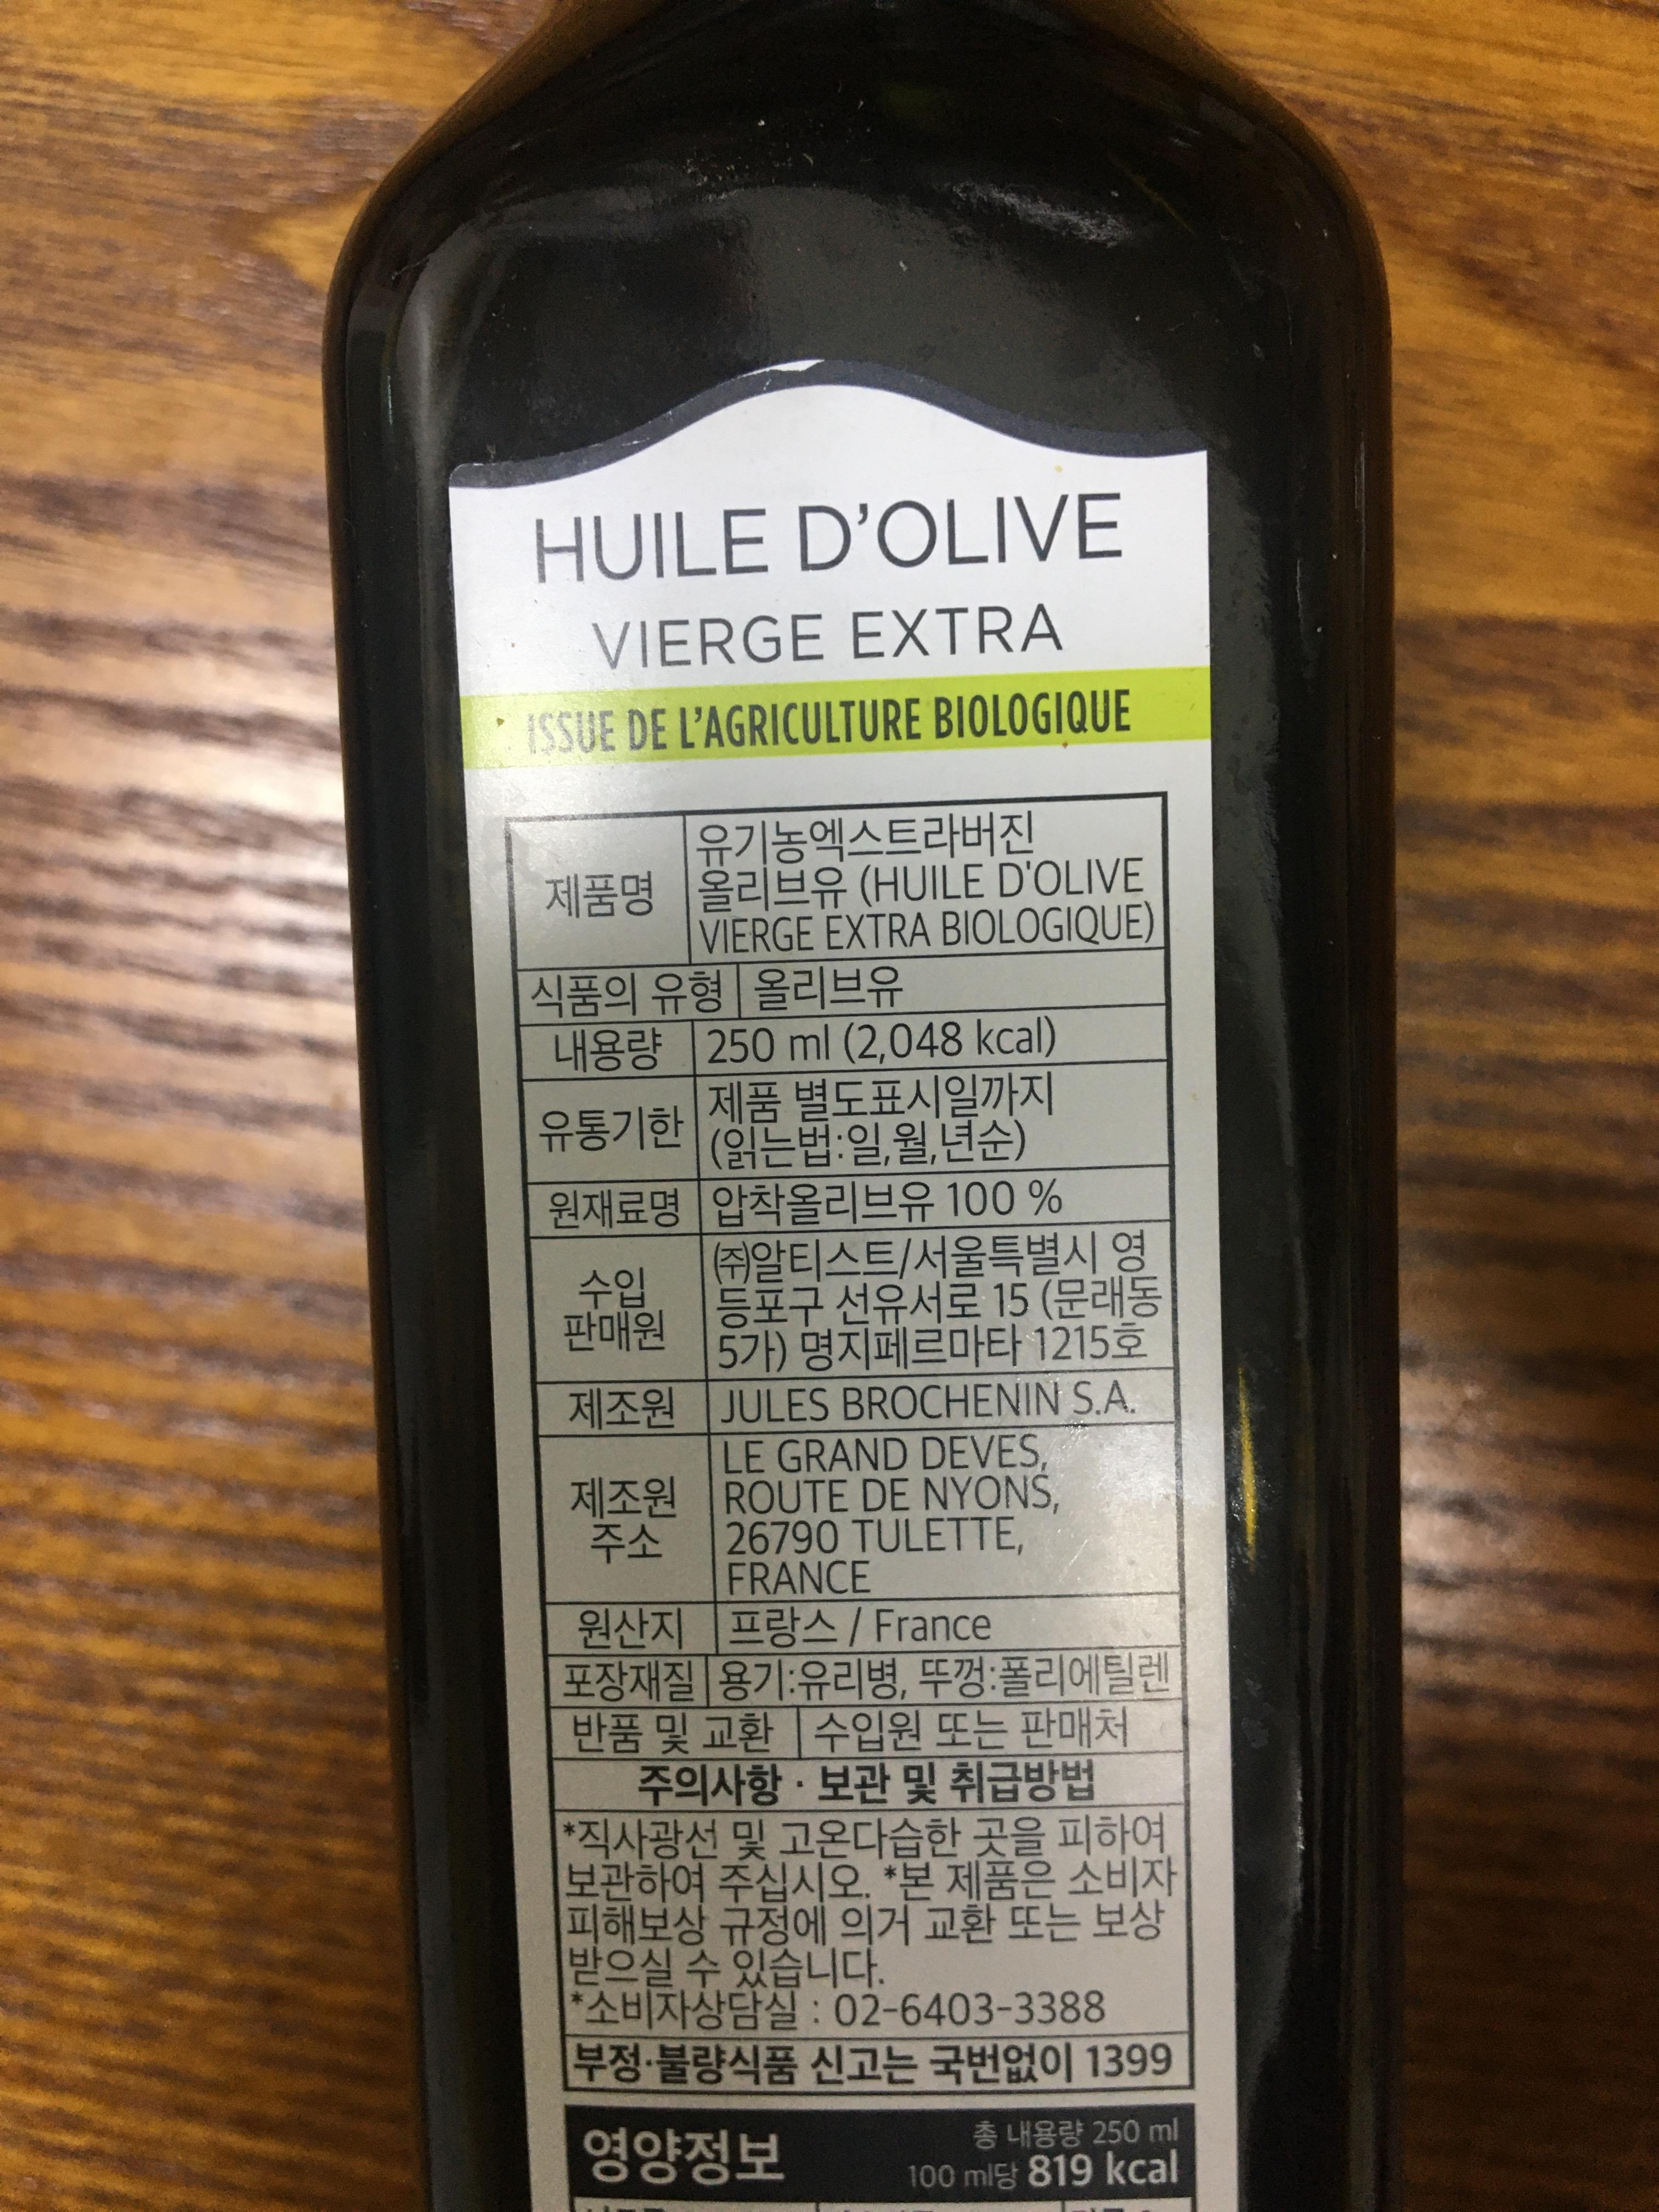 HUILE D'OLIVE
VIERGE EXTRA
ISSUE DE L'AGRICULTURE BIOLOGIQUE
제품명
유기농엑스트라버진
올리브유 (HUILE D'OLIVE
VIERGE EXTRA BIOLOGIQUE)
식품의 유형 올리브유
내용량 250 ml (2,048 kcal)
유통기한
제품 별도표시일까지
(읽는법:일,월,년순)
원재료명 압착올리브유 100 %
수입
판매원
㈜알티스트/서울특별시 영
등포구 선유서로 15 (문래동
5가) 명지페르마타 1215호
제조원 JULES BROCHENIN S.A.
제조원
주소
LE GRAND DEVES,
ROUTE DE NYONS,
26790 TULETTE,
FRANCE
원산지 프랑스 / France
포장재질 용기:유리병, 뚜껑:폴리에틸렌
반품 및 교환 수입원 또는 판매처
주의사항 · 보관 및 취급방법
*직사광선 및 고온다습한 곳을 피하여
보관하여 주십시오. *본 제품은 소비자
피해보상 규정에 의거 교환 또는 보상
받으실 수 있습니다.
*소비자상담실 : 02-6403-3388
부정·불량식품 신고는 국번없이 1399
영양정보
총 내용량 250 ml
100 ml당 819 kcal